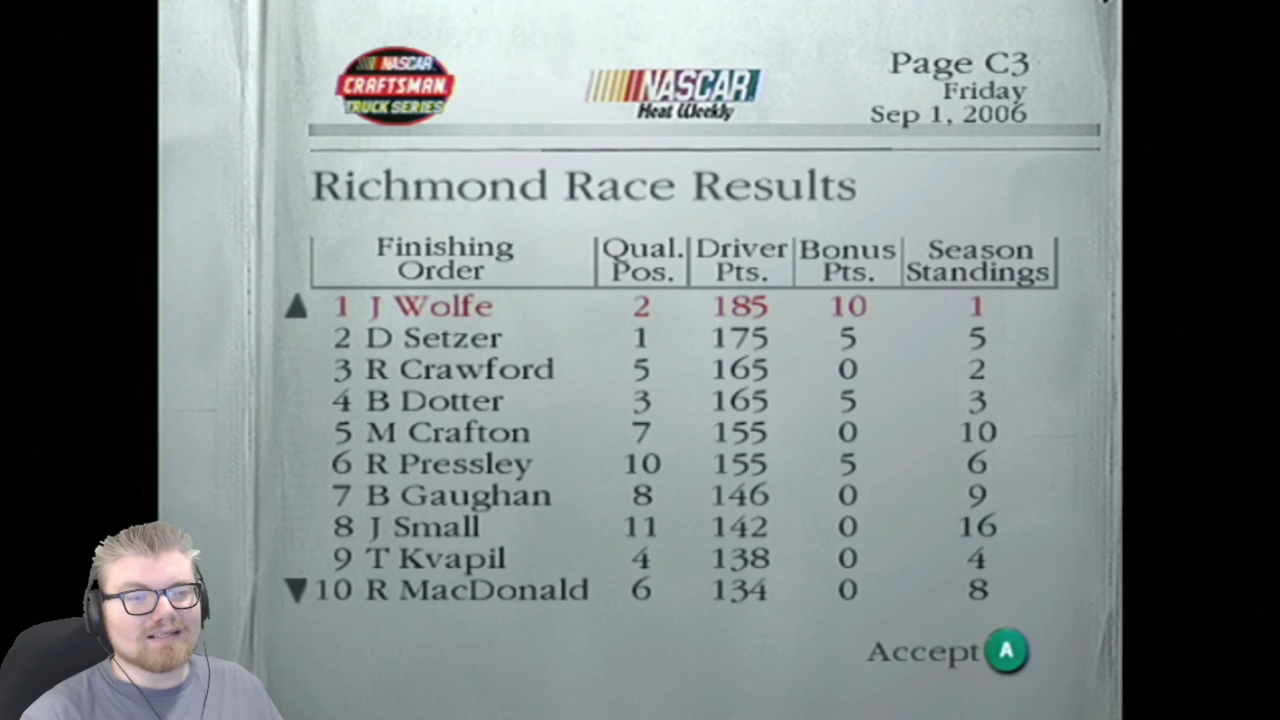 NASCAR
CRAFTSMAN
TRUCK SERIES
NASCAR
Heat Weekly
Page C3
Friday
Sep 1, 2006
Richmond Race Results
Finishing Order Qual. Pos. Driver Pts. Bonus Pts. Season Standings
1 J Wolfe 2 185 10 1
2 D Setzer 1 175 5 5
3 R Crawford 5 165 0 2
4 B Dotter 3 165 5 3
5 M Crafton 7 155 0 10
6 R Pressley 10 155 5 6
7 B Gaughan 8 146 0 9
8 J Small 11 142 0 16
9 T Kvapil 4 138 0 4
10 R MacDonald 6 134 0 8
Accept A